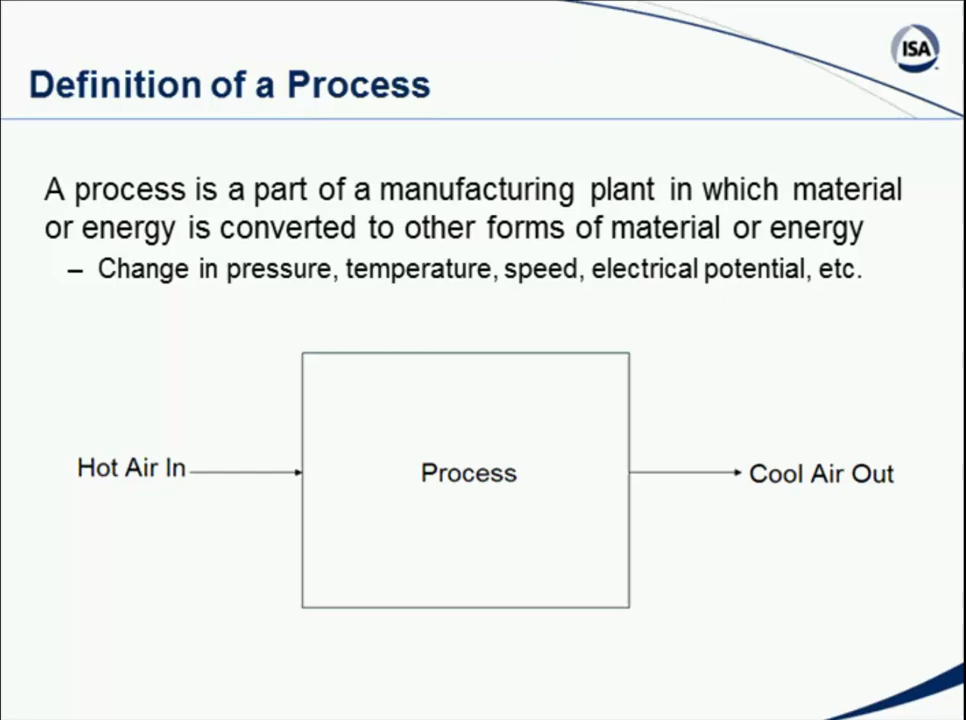 ISA
Definition of a Process
A process is a part of a manufacturing plant in which material
or energy is converted to other forms of material or energy
– Change in pressure, temperature, speed, electrical potential, etc.
Hot Air In
Process
Cool Air Out